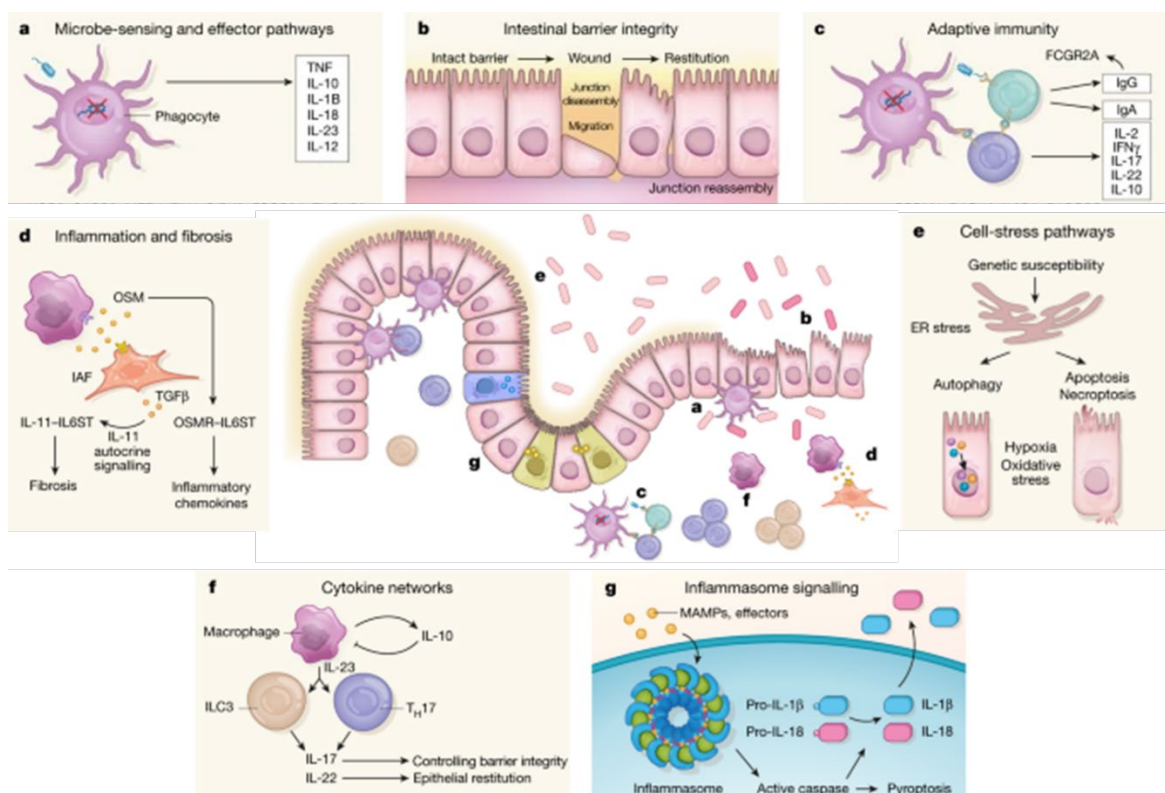 a Microbe-sensing and effector pathways
TNF
IL-10
IL-1B
IL-18
IL-23
IL-12
Phagocyte
b Intestinal barrier integrity
Intact barrier
Wound
Restitution
Junction
disassembly
Migration
Junction reassembly
c Adaptive immunity
FCGR2A
IgG
IgA
IL-2
IFNγ
IL-17
IL-22
IL-10
d Inflammation and fibrosis
OSM
IAF
TGFβ
IL-11–IL6ST
OSMR–IL6ST
IL-11
autocrine
signalling
Fibrosis
Inflammatory
chemokines
e
b
a
g
d
c
f
e Cell-stress pathways
Genetic susceptibility
ER stress
Autophagy
Apoptosis
Necroptosis
Hypoxia
Oxidative
stress
f Cytokine networks
Macrophage
IL-10
IL-23
ILC3
TH17
IL-17
Controlling barrier integrity
IL-22
Epithelial restitution
g Inflammasome signalling
MAMPs, effectors
Pro-IL-1β
IL-1β
Pro-IL-18
IL-18
Inflammasome
Active caspase
Pyroptosis